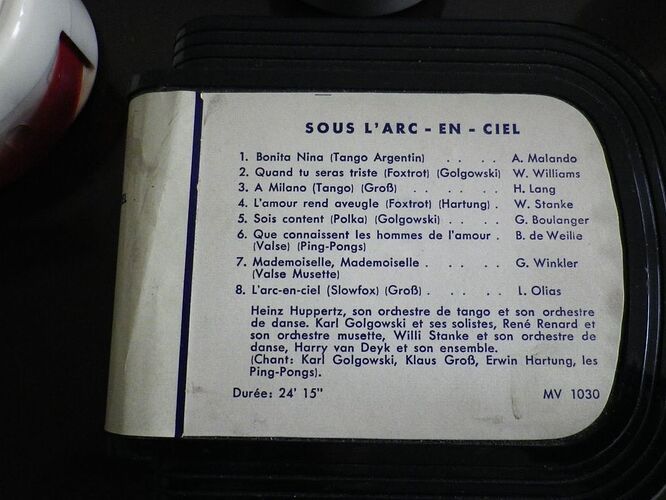 SOUS L'ARC - EN - CIEL
1. Bonita Nina (Tango Argentin) . . . . A. Malando
2. Quand tu seras triste (Foxtrot) (Golgowski) W. Williams
3. A Milano (Tango) (Groß) . . . . . H. Lang
4. L'amour rend aveugle (Foxtrot) (Hartung) . W. Stanke
5. Sois content (Polka) (Golgowski) . . . G. Boulanger
6. Que connaissent les hommes de l'amour . B. de Weille
(Valse) (Ping-Pongs)
7. Mademoiselle, Mademoiselle . . . . G. Winkler
(Valse Musette)
8. L'arc-en-ciel (Slowfox) (Groß) . . . . L. Olias
Heinz Huppertz, son orchestre de tango et son orchestre
de danse. Karl Golgowski et ses solistes, René Renard et
son orchestre musette, Willi Stanke et son orchestre de
danse, Harry van Deyk et son ensemble.
(Chant: Karl Golgowski, Klaus Groß, Erwin Hartung, les
Ping-Pongs).
Durée: 24' 15" MV 1030